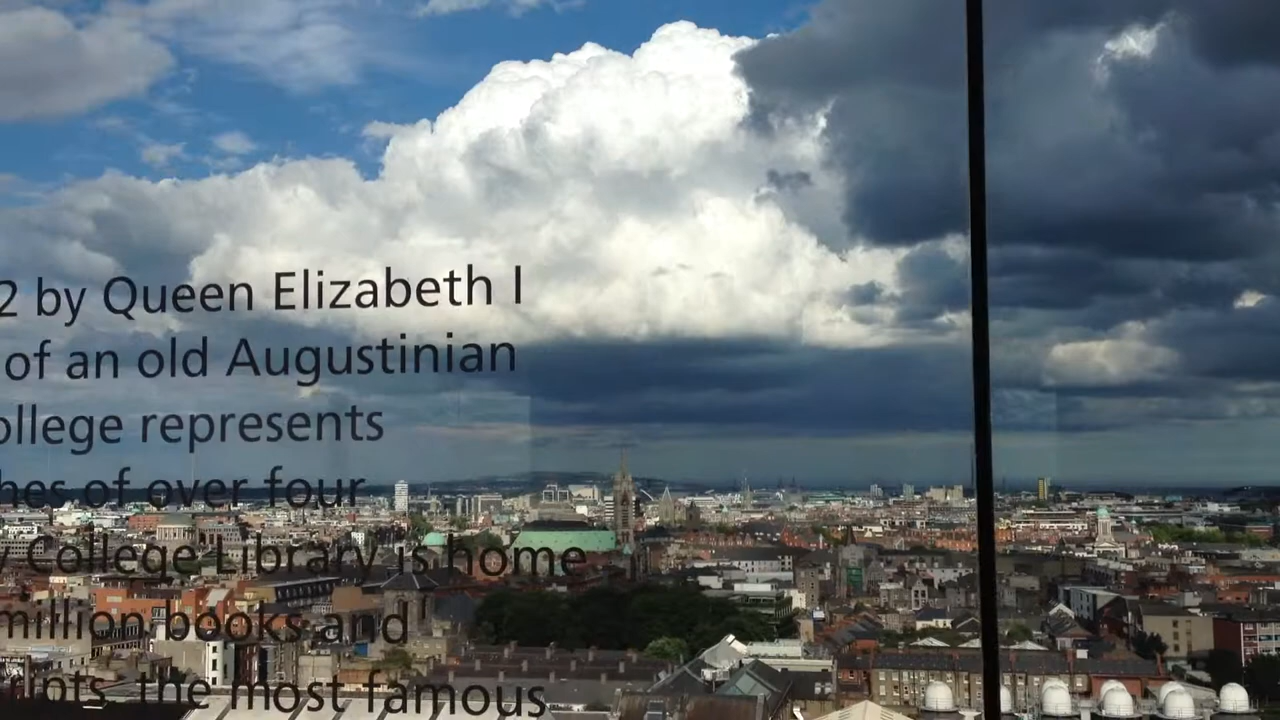 2 by Queen Elizabeth I
of an old Augustinian
ollege represents
hes of over four
y College Library is home
million books and
ipts, the most famous